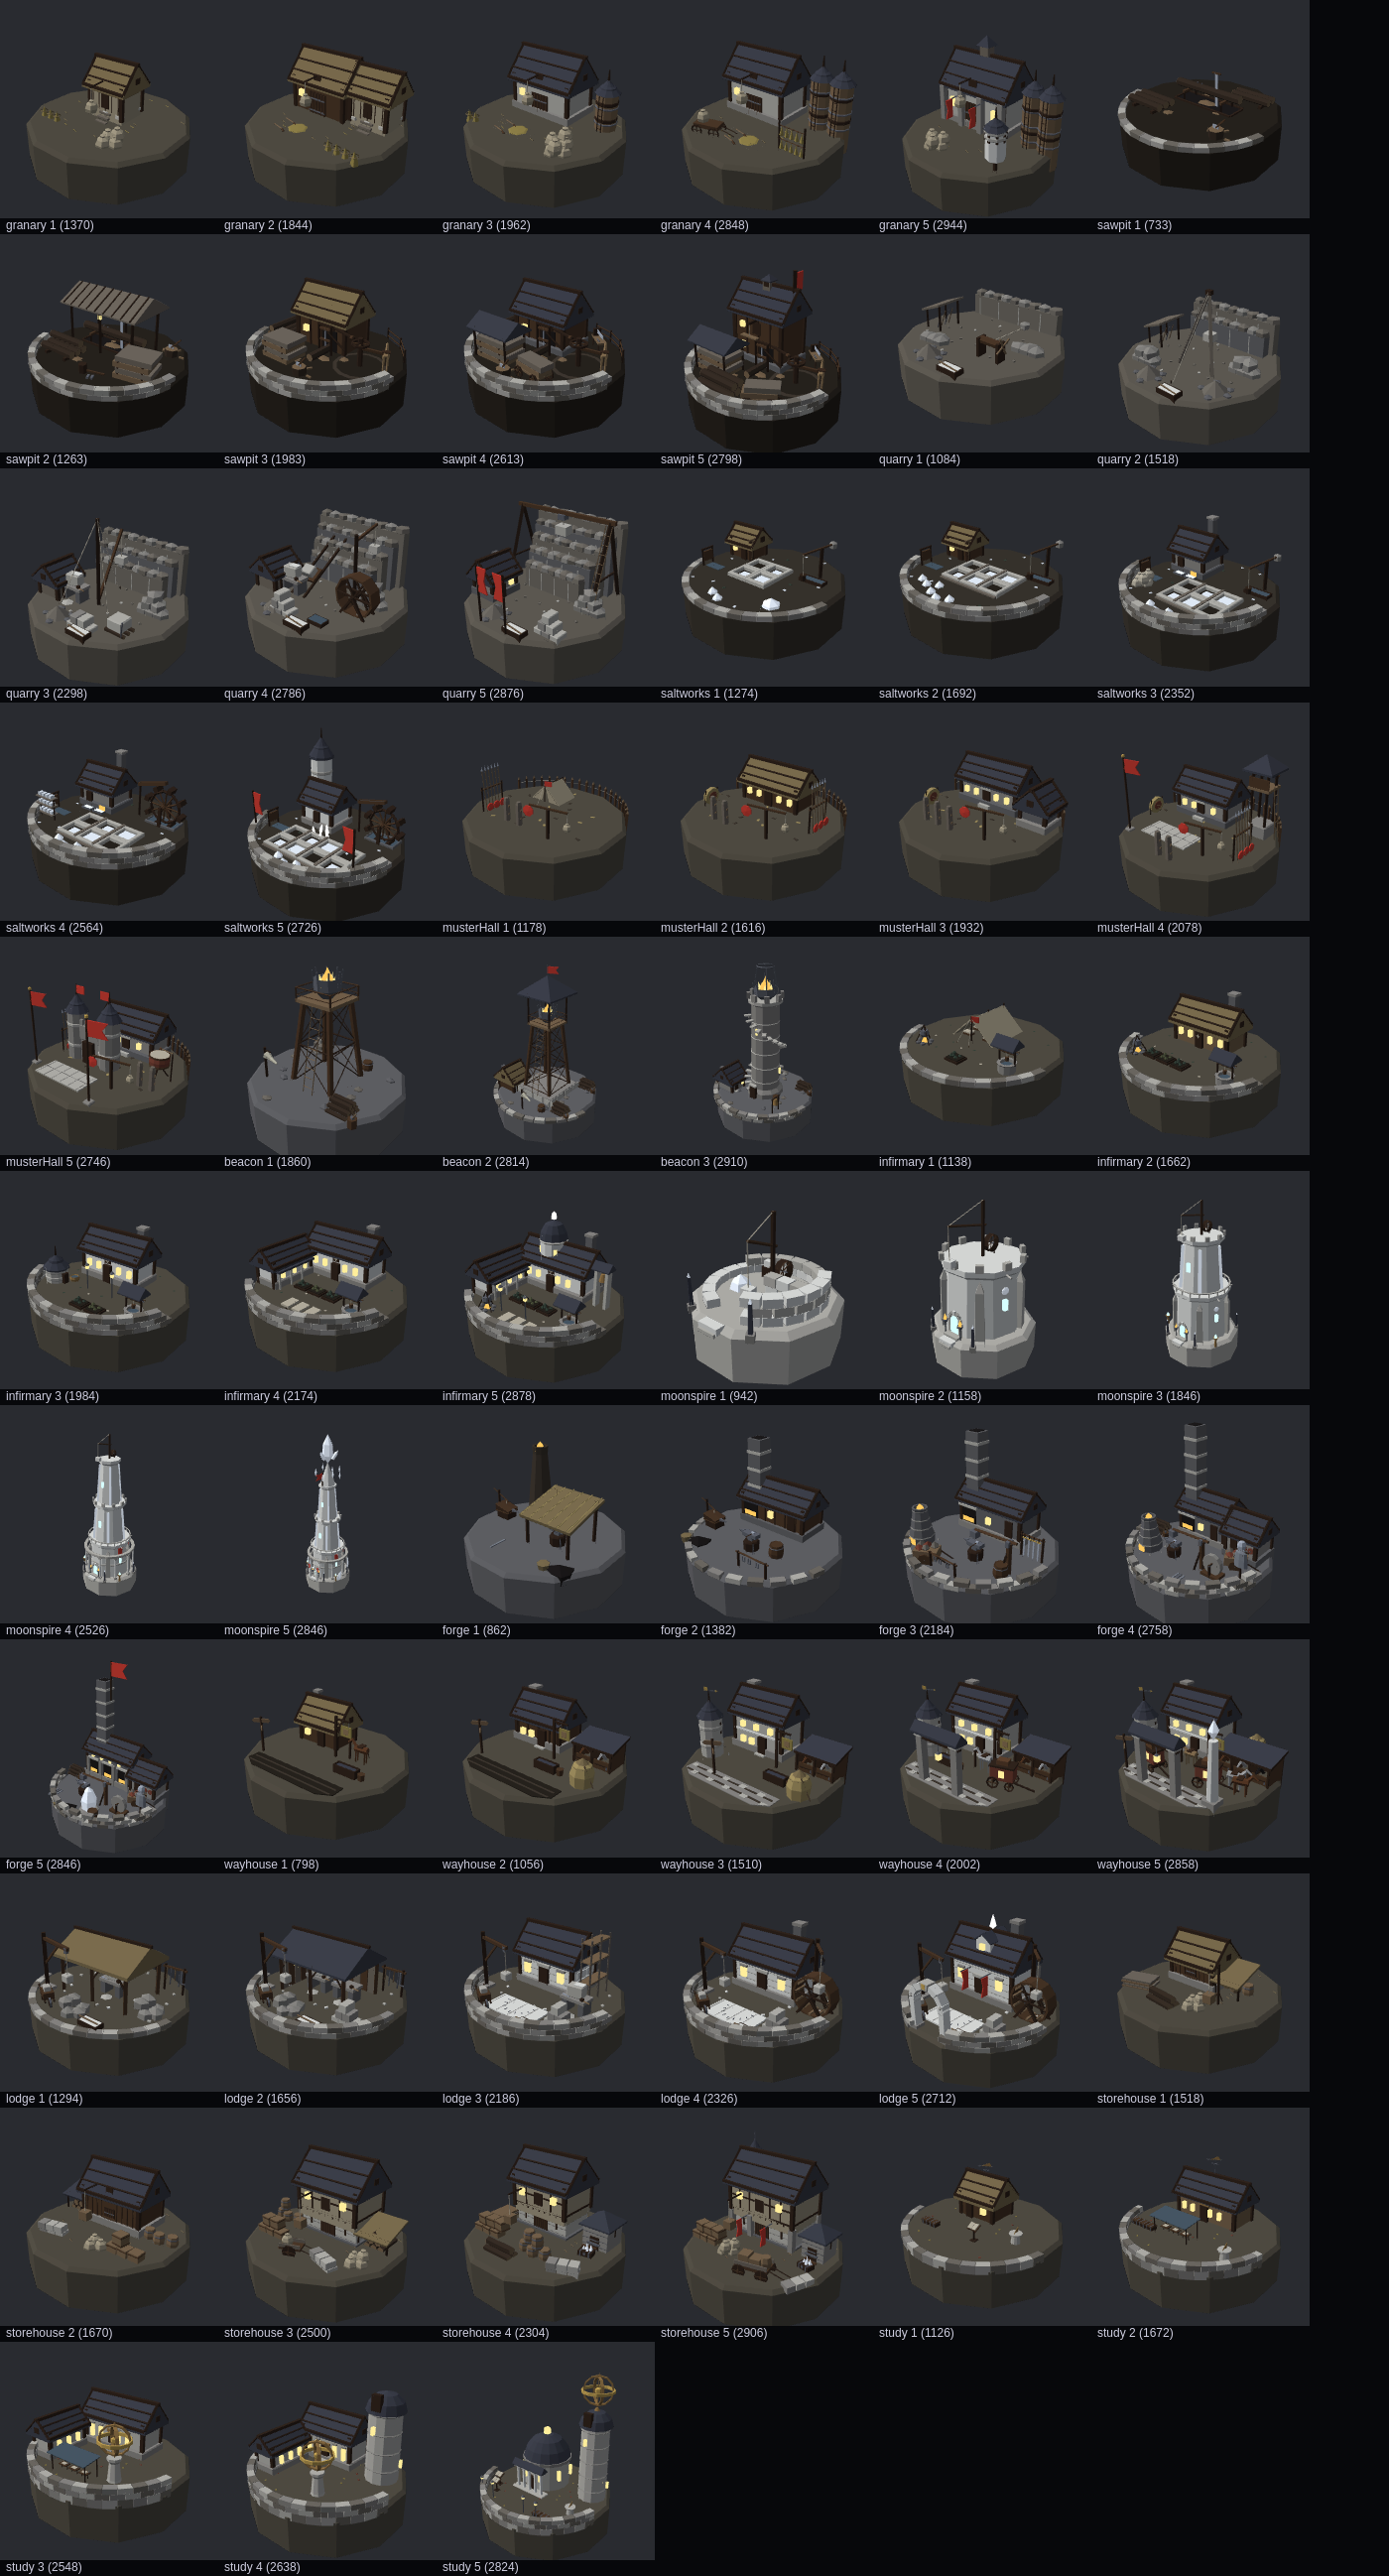 granary 1 (1370) granary 2 (1844) granary 3 (1962) granary 4 (2848) granary 5 (2944) sawpit 1 (733)
sawpit 2 (1263) sawpit 3 (1983) sawpit 4 (2613) sawpit 5 (2798) quarry 1 (1084) quarry 2 (1518)
quarry 3 (2298) quarry 4 (2786) quarry 5 (2876) saltworks 1 (1274) saltworks 2 (1692) saltworks 3 (2352)
saltworks 4 (2564) saltworks 5 (2726) musterHall 1 (1178) musterHall 2 (1616) musterHall 3 (1932) musterHall 4 (2078)
musterHall 5 (2746) beacon 1 (1860) beacon 2 (2814) beacon 3 (2910) infirmary 1 (1138) infirmary 2 (1662)
infirmary 3 (1984) infirmary 4 (2174) infirmary 5 (2878) moonspire 1 (942) moonspire 2 (1158) moonspire 3 (1846)
moonspire 4 (2526) moonspire 5 (2846) forge 1 (862) forge 2 (1382) forge 3 (2184) forge 4 (2758)
forge 5 (2846) wayhouse 1 (798) wayhouse 2 (1056) wayhouse 3 (1510) wayhouse 4 (2002) wayhouse 5 (2858)
lodge 1 (1294) lodge 2 (1656) lodge 3 (2186) lodge 4 (2326) lodge 5 (2712) storehouse 1 (1518)
storehouse 2 (1670) storehouse 3 (2500) storehouse 4 (2304) storehouse 5 (2906) study 1 (1126) study 2 (1672)
study 3 (2548) study 4 (2638) study 5 (2824)